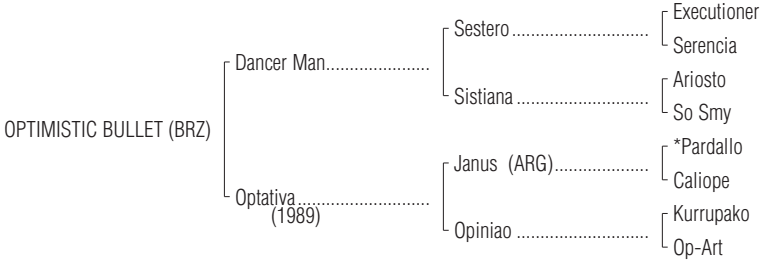 Executioner
Sestero............................
Serencia
Dancer Man......................
Ariosto
Sistiana ...........................
So Smy
OPTIMISTIC BULLET (BRZ)
*Pardallo
Janus (ARG)...................
Caliope
Optativa...........................
(1989)
Kurrupako
Opiniao ...........................
Op-Art